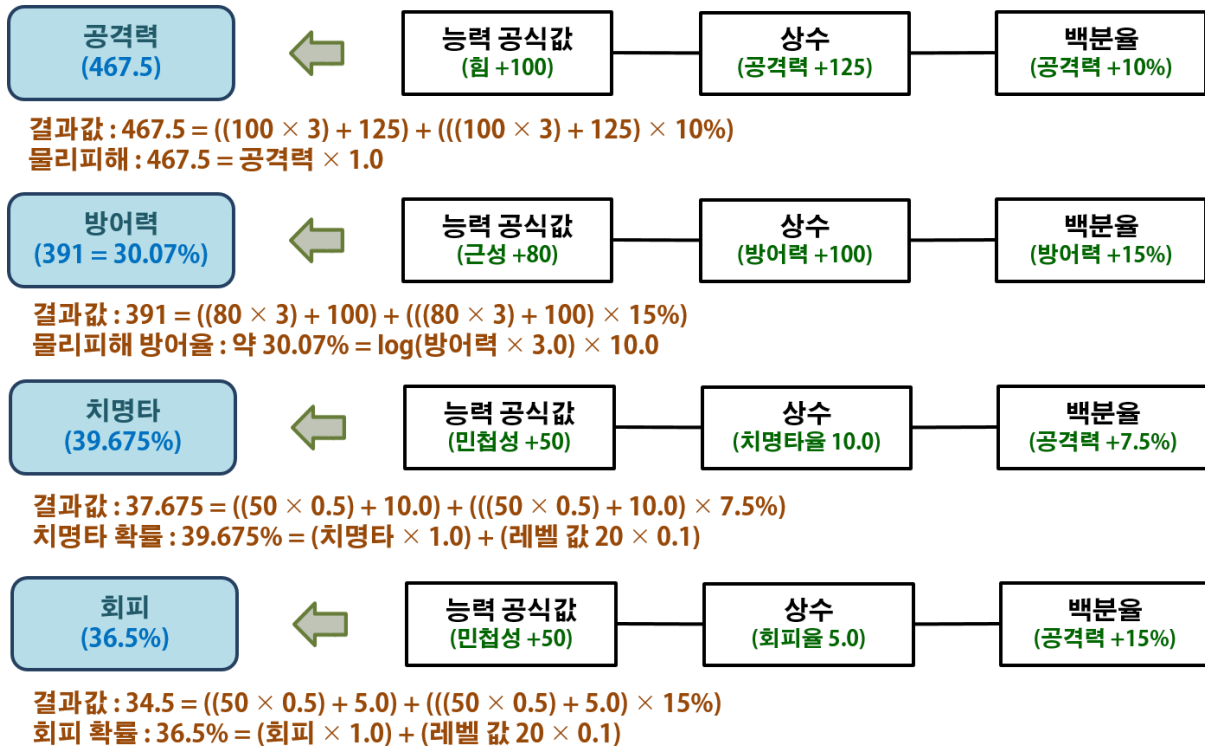 공격력
(467.5)
능력 공식값
(힘 +100)
상수
(공격력 +125)
백분율
(공격력 +10%)
결과값 : 467.5 = ((100 × 3) + 125) + (((100 × 3) + 125) × 10%)
물리피해 : 467.5 = 공격력 × 1.0
방어력
(391 = 30.07%)
능력 공식값
(근성 +80)
상수
(방어력 +100)
백분율
(방어력 +15%)
결과값 : 391 = ((80 × 3) + 100) + (((80 × 3) + 100) × 15%)
물리피해 방어율 : 약 30.07% = log(방어력 × 3.0) × 10.0
치명타
(39.675%)
능력 공식값
(민첩성 +50)
상수
(치명타율 10.0)
백분율
(공격력 +7.5%)
결과값 : 37.675 = ((50 × 0.5) + 10.0) + (((50 × 0.5) + 10.0) × 7.5%)
치명타 확률 : 39.675% = (치명타 × 1.0) + (레벨 값 20 × 0.1)
회피
(36.5%)
능력 공식값
(민첩성 +50)
상수
(회피율 5.0)
백분율
(공격력 +15%)
결과값 : 34.5 = ((50 × 0.5) + 5.0) + (((50 × 0.5) + 5.0) × 15%)
회피 확률 : 36.5% = (회피 × 1.0) + (레벨 값 20 × 0.1)